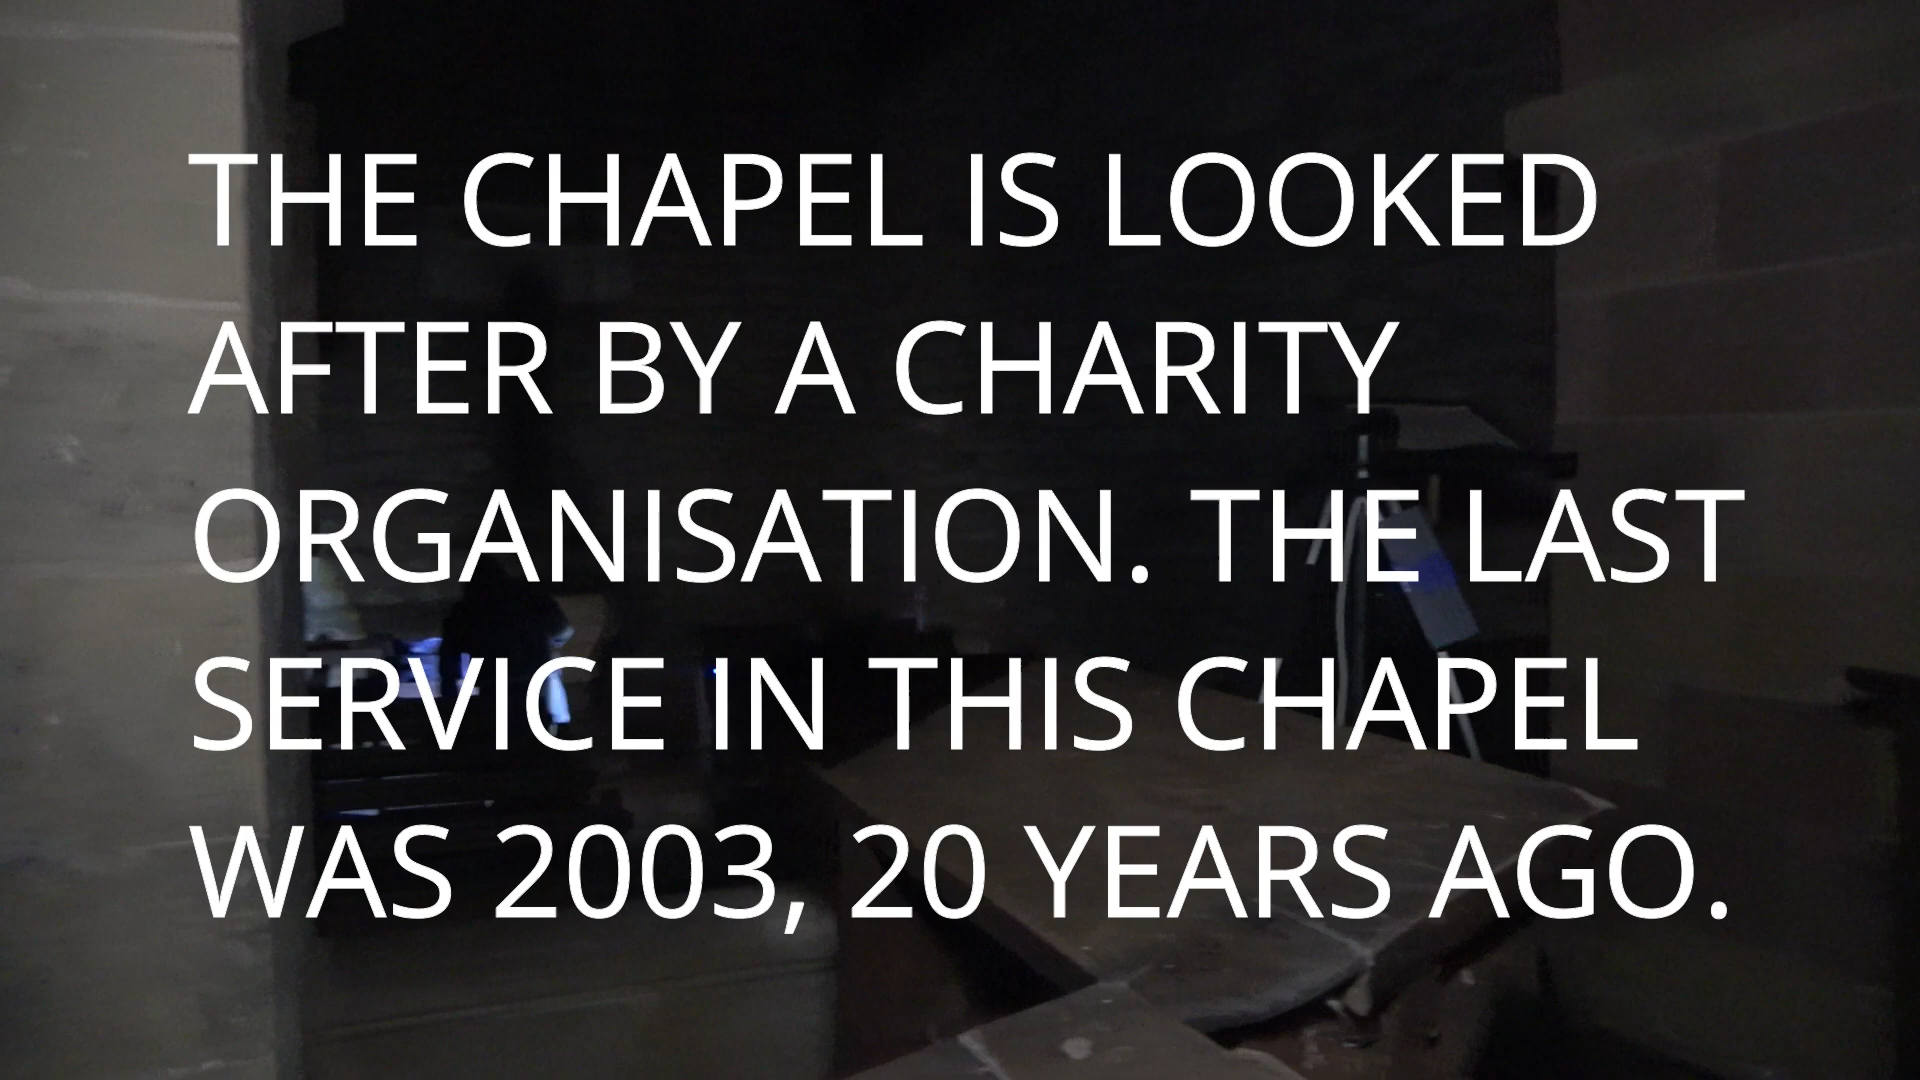 THE CHAPEL IS LOOKED
AFTER BY A CHARITY
ORGANISATION. THE LAST
SERVICE IN THIS CHAPEL
WAS 2003, 20 YEARS AGO.